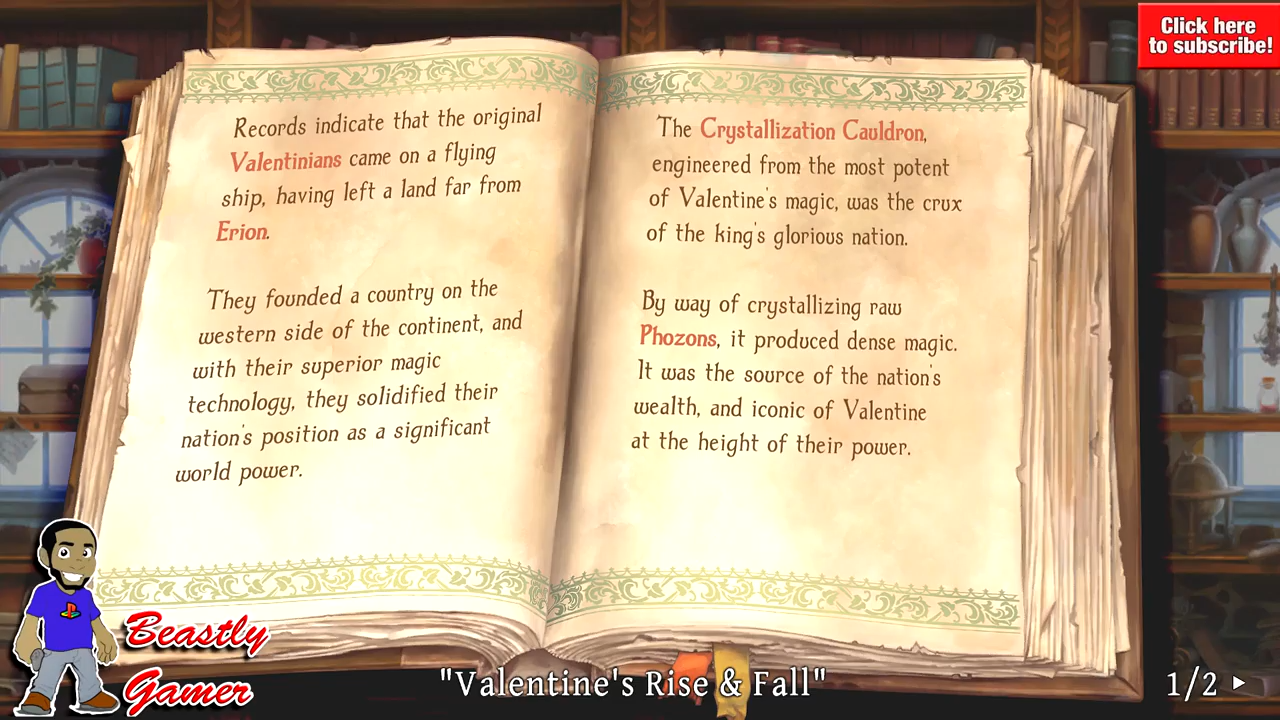 Click here
to subscribe!
Records indicate that the original
Valentinians came on a flying
ship, having left a land far from
Erion.
They founded a country on the
western side of the continent, and
with their superior magic
technology, they solidified their
nation's position as a significant
world power.
The Crystallization Cauldron,
engineered from the most potent
of Valentine's magic, was the crux
of the king's glorious nation.
By way of crystallizing raw
Phozons, it produced dense magic.
It was the source of the nation's
wealth, and iconic of Valentine
at the height of their power.
Beastly
Gamer
"Valentine's Rise & Fall"
1/2